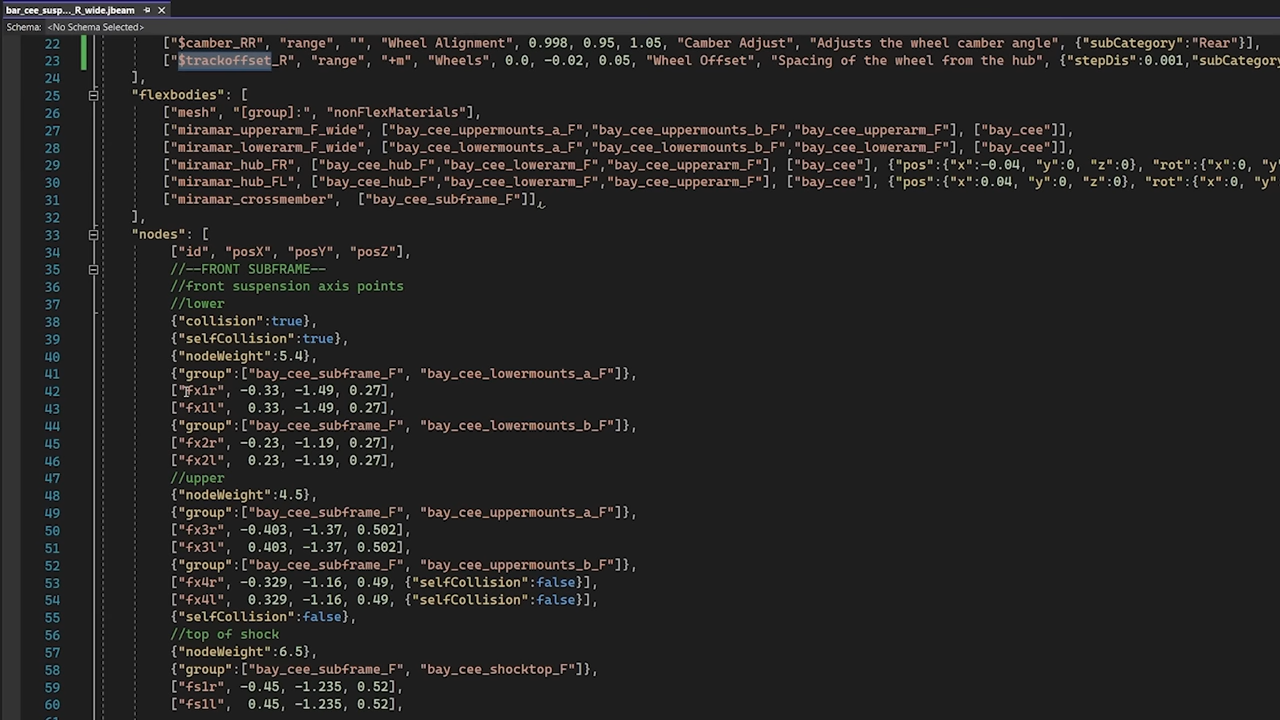 bar_cee_susp..._R_wide.jbeam
Schema: <No Schema Selected>
22 ["$camber_RR", "range", "", "Wheel Alignment", 0.998, 0.95, 1.05, "Camber Adjust", "Adjusts the wheel camber angle", {"subCategory":"Rear"}],
23 ["$trackoffset_R", "range", "+m", "Wheels", 0.0, -0.02, 0.05, "Wheel Offset", "Spacing of the wheel from the hub", {"stepDis":0.001,"subCategory
24 ],
25 "flexbodies": [
26 ["mesh", "[group]:", "nonFlexMaterials"],
27 ["miramar_upperarm_F_wide", ["bay_cee_uppermounts_a_F","bay_cee_uppermounts_b_F","bay_cee_upperarm_F"], ["bay_cee"]],
28 ["miramar_lowerarm_F_wide", ["bay_cee_lowermounts_a_F","bay_cee_lowermounts_b_F","bay_cee_lowerarm_F"], ["bay_cee"]],
29 ["miramar_hub_FR", ["bay_cee_hub_F","bay_cee_lowerarm_F","bay_cee_upperarm_F"], ["bay_cee"], {"pos":{"x":-0.04, "y":0, "z":0}, "rot":{"x":0, "y"
30 ["miramar_hub_FL", ["bay_cee_hub_F","bay_cee_lowerarm_F","bay_cee_upperarm_F"], ["bay_cee"], {"pos":{"x":0.04, "y":0, "z":0}, "rot":{"x":0, "y"
31 ["miramar_crossmember",  ["bay_cee_subframe_F"]],
32 ],
33 "nodes": [
34 ["id", "posX", "posY", "posZ"],
35 //--FRONT SUBFRAME--
36 //front suspension axis points
37 //lower
38 {"collision":true},
39 {"selfCollision":true},
40 {"nodeWeight":5.4},
41 {"group":["bay_cee_subframe_F", "bay_cee_lowermounts_a_F"]},
42 ["fx1r", -0.33, -1.49, 0.27],
43 ["fx1l",  0.33, -1.49, 0.27],
44 {"group":["bay_cee_subframe_F", "bay_cee_lowermounts_b_F"]},
45 ["fx2r", -0.23, -1.19, 0.27],
46 ["fx2l",  0.23, -1.19, 0.27],
47 //upper
48 {"nodeWeight":4.5},
49 {"group":["bay_cee_subframe_F", "bay_cee_uppermounts_a_F"]},
50 ["fx3r", -0.403, -1.37, 0.502],
51 ["fx3l",  0.403, -1.37, 0.502],
52 {"group":["bay_cee_subframe_F", "bay_cee_uppermounts_b_F"]},
53 ["fx4r", -0.329, -1.16, 0.49, {"selfCollision":false}],
54 ["fx4l",  0.329, -1.16, 0.49, {"selfCollision":false}],
55 {"selfCollision":false},
56 //top of shock
57 {"nodeWeight":6.5},
58 {"group":["bay_cee_subframe_F", "bay_cee_shocktop_F"]},
59 ["fs1r", -0.45, -1.235, 0.52],
60 ["fs1l",  0.45, -1.235, 0.52],